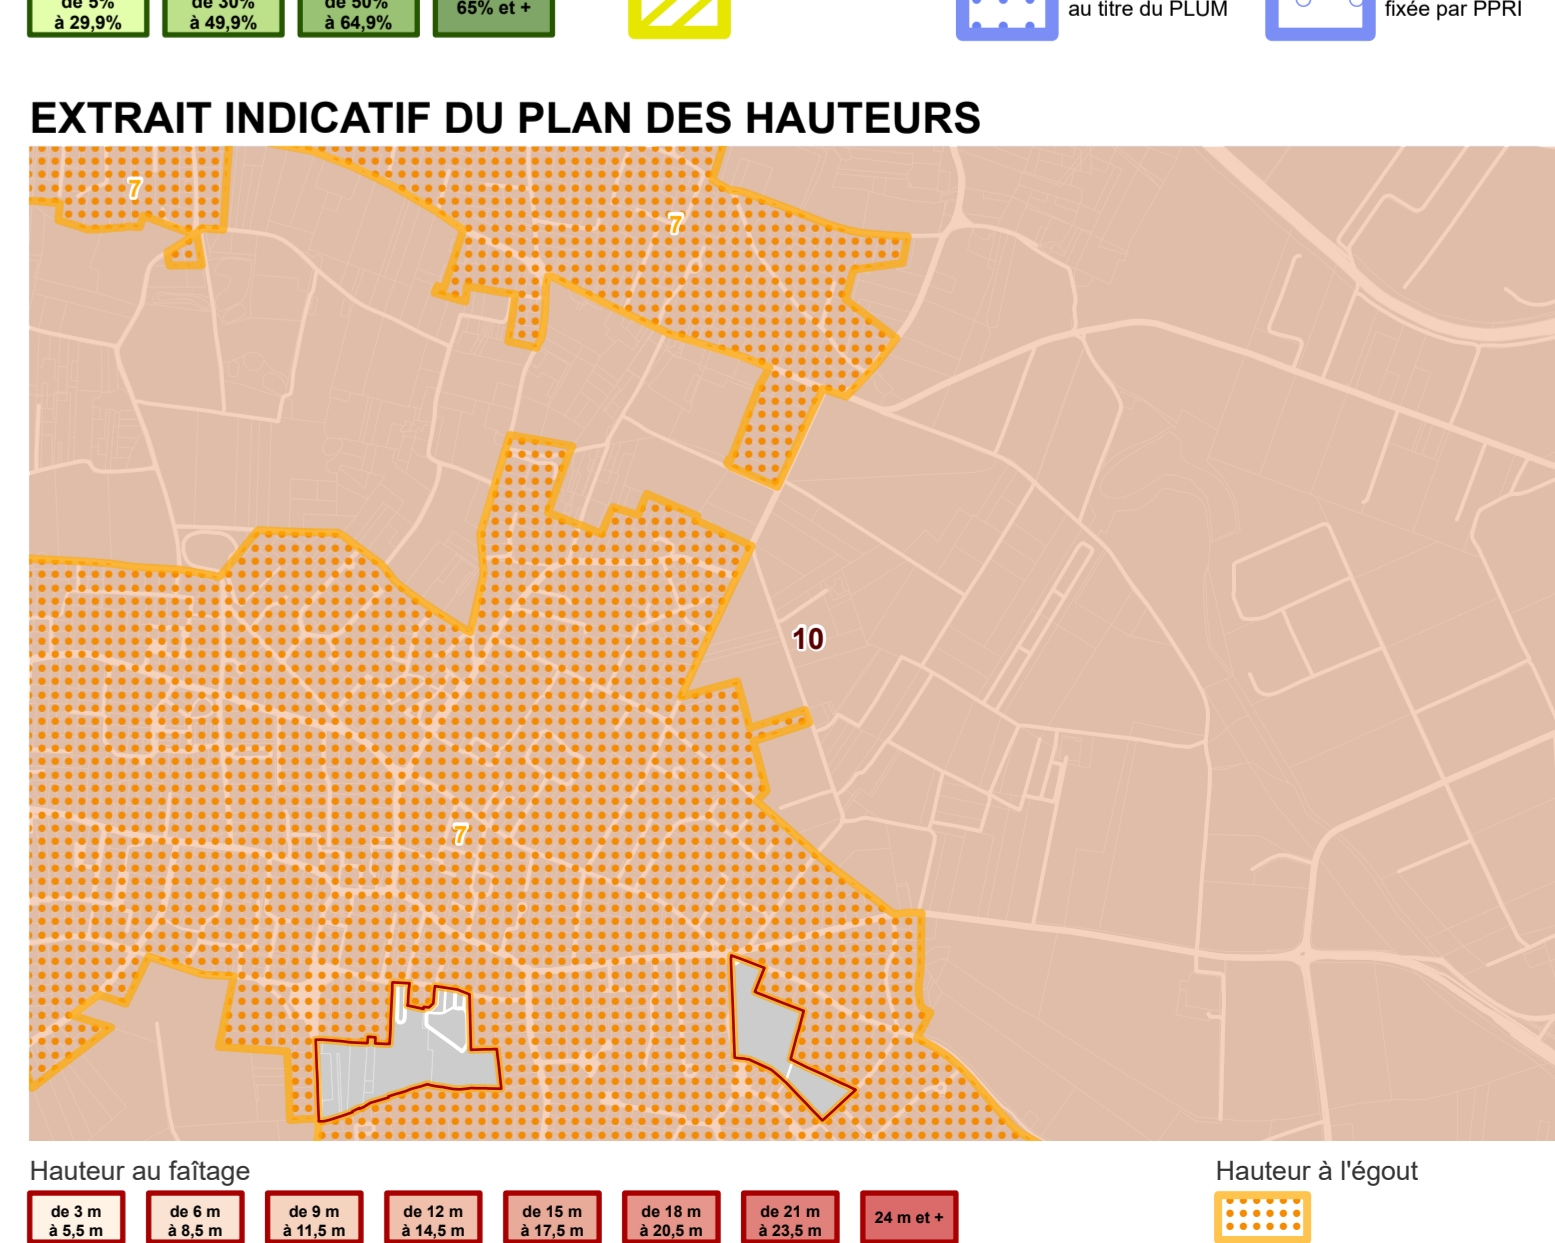 de 5%
à 29,9%
de 30%
à 49,9%
de 50%
à 64,9%
65% et +
au titre du PLUM
fixée par PPRI
EXTRAIT INDICATIF DU PLAN DES HAUTEURS
7
7
10
7
Hauteur au faîtage
Hauteur à l'égout
de 3 m
à 5,5 m
de 6 m
à 8,5 m
de 9 m
à 11,5 m
de 12 m
à 14,5 m
de 15 m
à 17,5 m
de 18 m
à 20,5 m
de 21 m
à 23,5 m
24 m et +